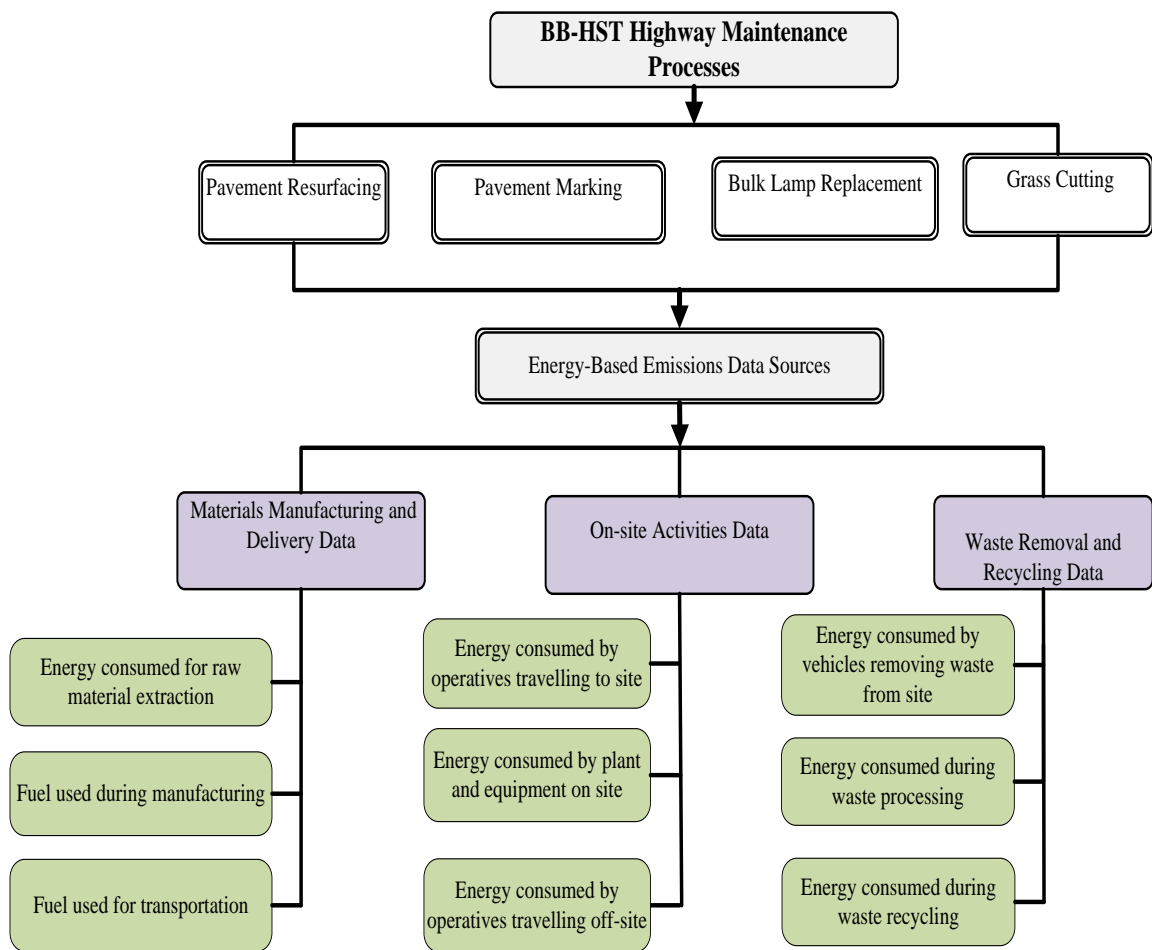 BB-HST Highway Maintenance
Processes
Pavement Resurfacing
Pavement Marking
Bulk Lamp Replacement
Grass Cutting
Energy-Based Emissions Data Sources
Materials Manufacturing and
Delivery Data
On-site Activities Data
Waste Removal and
Recycling Data
Energy consumed for raw
material extraction
Fuel used during manufacturing
Fuel used for transportation
Energy consumed by
operatives travelling to site
Energy consumed by plant
and equipment on site
Energy consumed by
operatives travelling off-site
Energy consumed by
vehicles removing waste
from site
Energy consumed during
waste processing
Energy consumed during
waste recycling